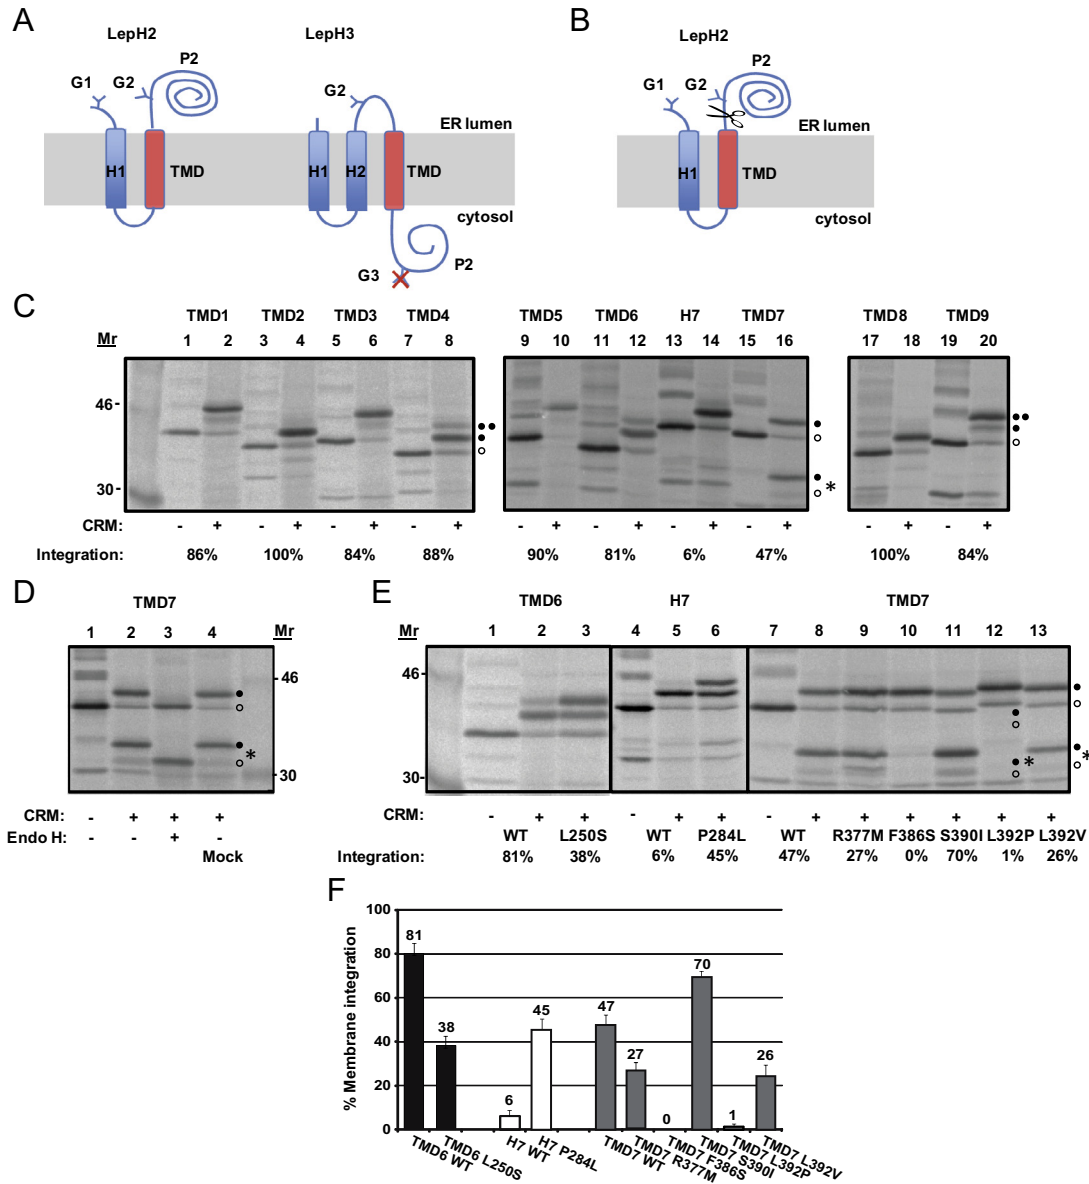 A
B
LepH2
LepH3
LepH2
P2
G1
G2
G2
P2
G1
G2
ER lumen
ER lumen
H1
TMD
H1
H2
TMD
H1
TMD
cytosol
cytosol
G3
P2
C
TMD1 TMD2 TMD3 TMD4 TMD5 TMD6 H7 TMD7 TMD8 TMD9
Mr 1 2 3 4 5 6 7 8 9 10 11 12 13 14 15 16 17 18 19 20
46-
30-
*
CRM: - + - + - + - + - + - + - + - + - + - +
Integration: 86% 100% 84% 88% 90% 81% 6% 47% 100% 84%
D
TMD7
1 2 3 4 Mr
-46
*
-30
CRM: - + + +
Endo H: - - + -
Mock
E
TMD6 H7 TMD7
Mr 1 2 3 4 5 6 7 8 9 10 11 12 13
46-
* *
30-
CRM: - + + - + + - + + + + + +
WT L250S WT P284L WT R377M F386S S390I L392P L392V
Integration: 81% 38% 6% 45% 47% 27% 0% 70% 1% 26%
F
% Membrane integration
100
80
60
40
20
0
81
38
6
45
47
27
0
70
1
26
TMD6 WT
TMD6 L250S
H7 WT
H7 P284L
TMD7 WT
TMD7 R377M
TMD7 F386S
TMD7 S390I
TMD7 L392P
TMD7 L392V